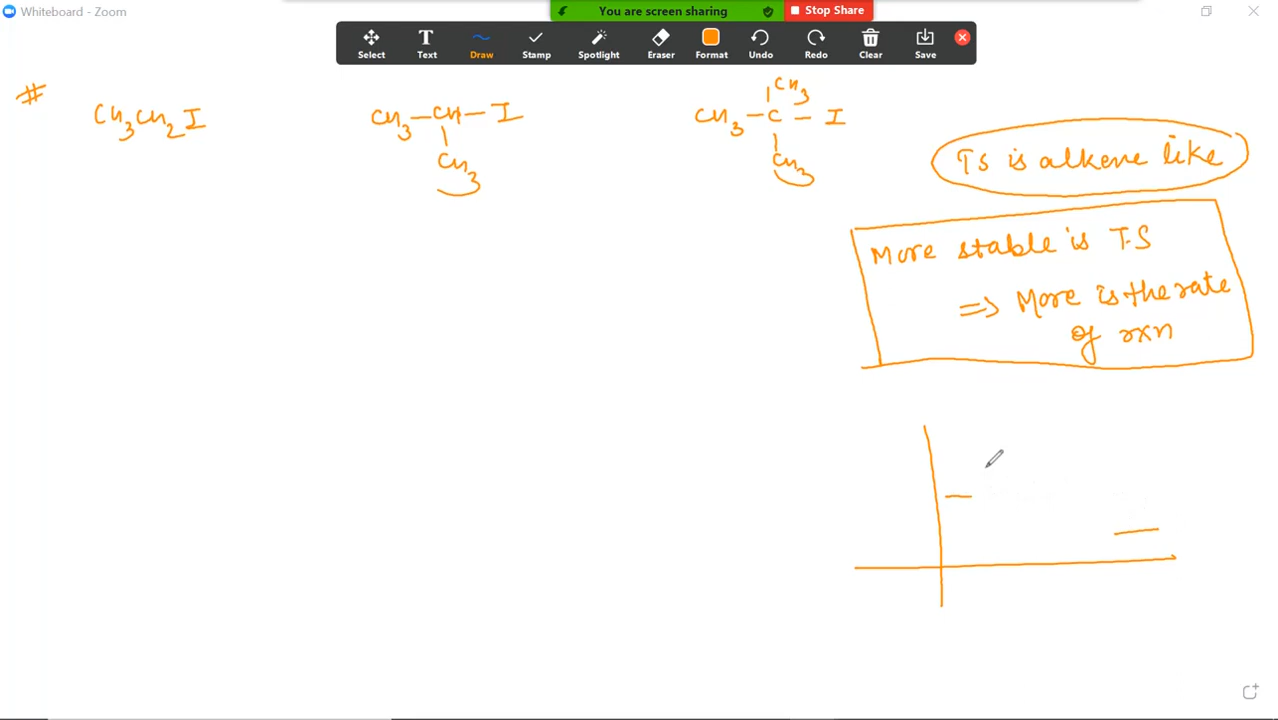 Whiteboard - Zoom
You are screen sharing
Stop Share
Select Text Draw Stamp Spotlight Eraser Format Undo Redo Clear Save
#
CH3CH2I
CH3-CH-I
CH3
CH3
CH3-C-I
CH3
TS is alkene like
More stable is T.S
=> More is the rate
of rxn